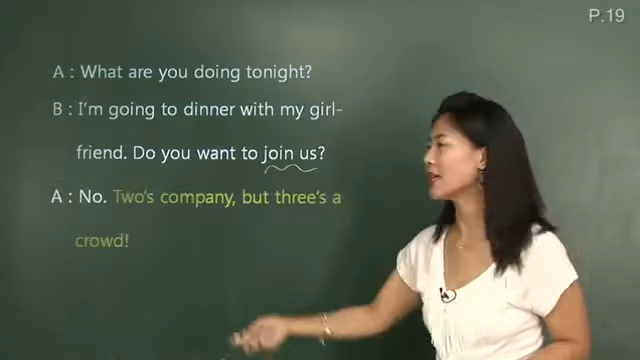 P.19
A : What are you doing tonight?
B : I'm going to dinner with my girl-
friend. Do you want to join us?
A : No. Two's company, but three's a
crowd!